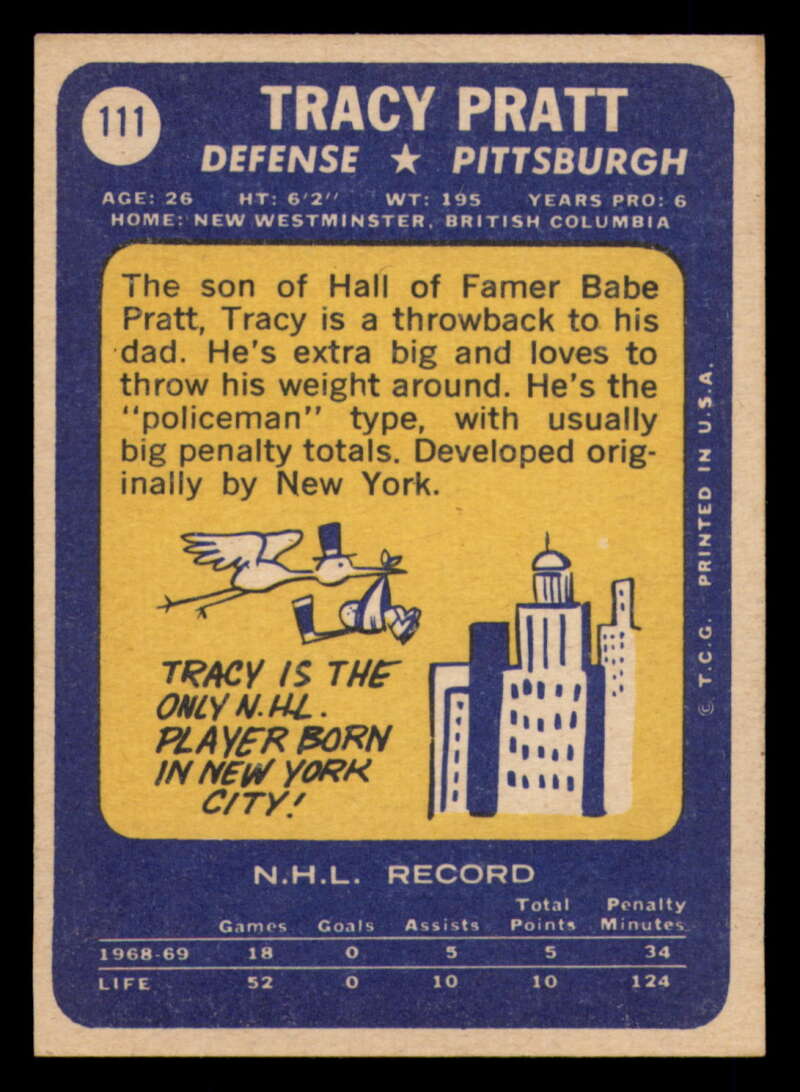 111
TRACY PRATT
DEFENSE ★ PITTSBURGH
AGE: 26 HT: 6'2" WT: 195 YEARS PRO: 6
HOME: NEW WESTMINSTER, BRITISH COLUMBIA
The son of Hall of Famer Babe
Pratt, Tracy is a throwback to his
dad. He's extra big and loves to
throw his weight around. He's the
"policeman" type, with usually
big penalty totals. Developed orig-
inally by New York.
TRACY IS THE
ONLY N.H.L.
PLAYER BORN
IN NEW YORK
CITY!
© T.C.G. PRINTED IN U.S.A.
N.H.L. RECORD
Games Goals Assists Total Points Penalty Minutes
1968-69 18 0 5 5 34
LIFE 52 0 10 10 124